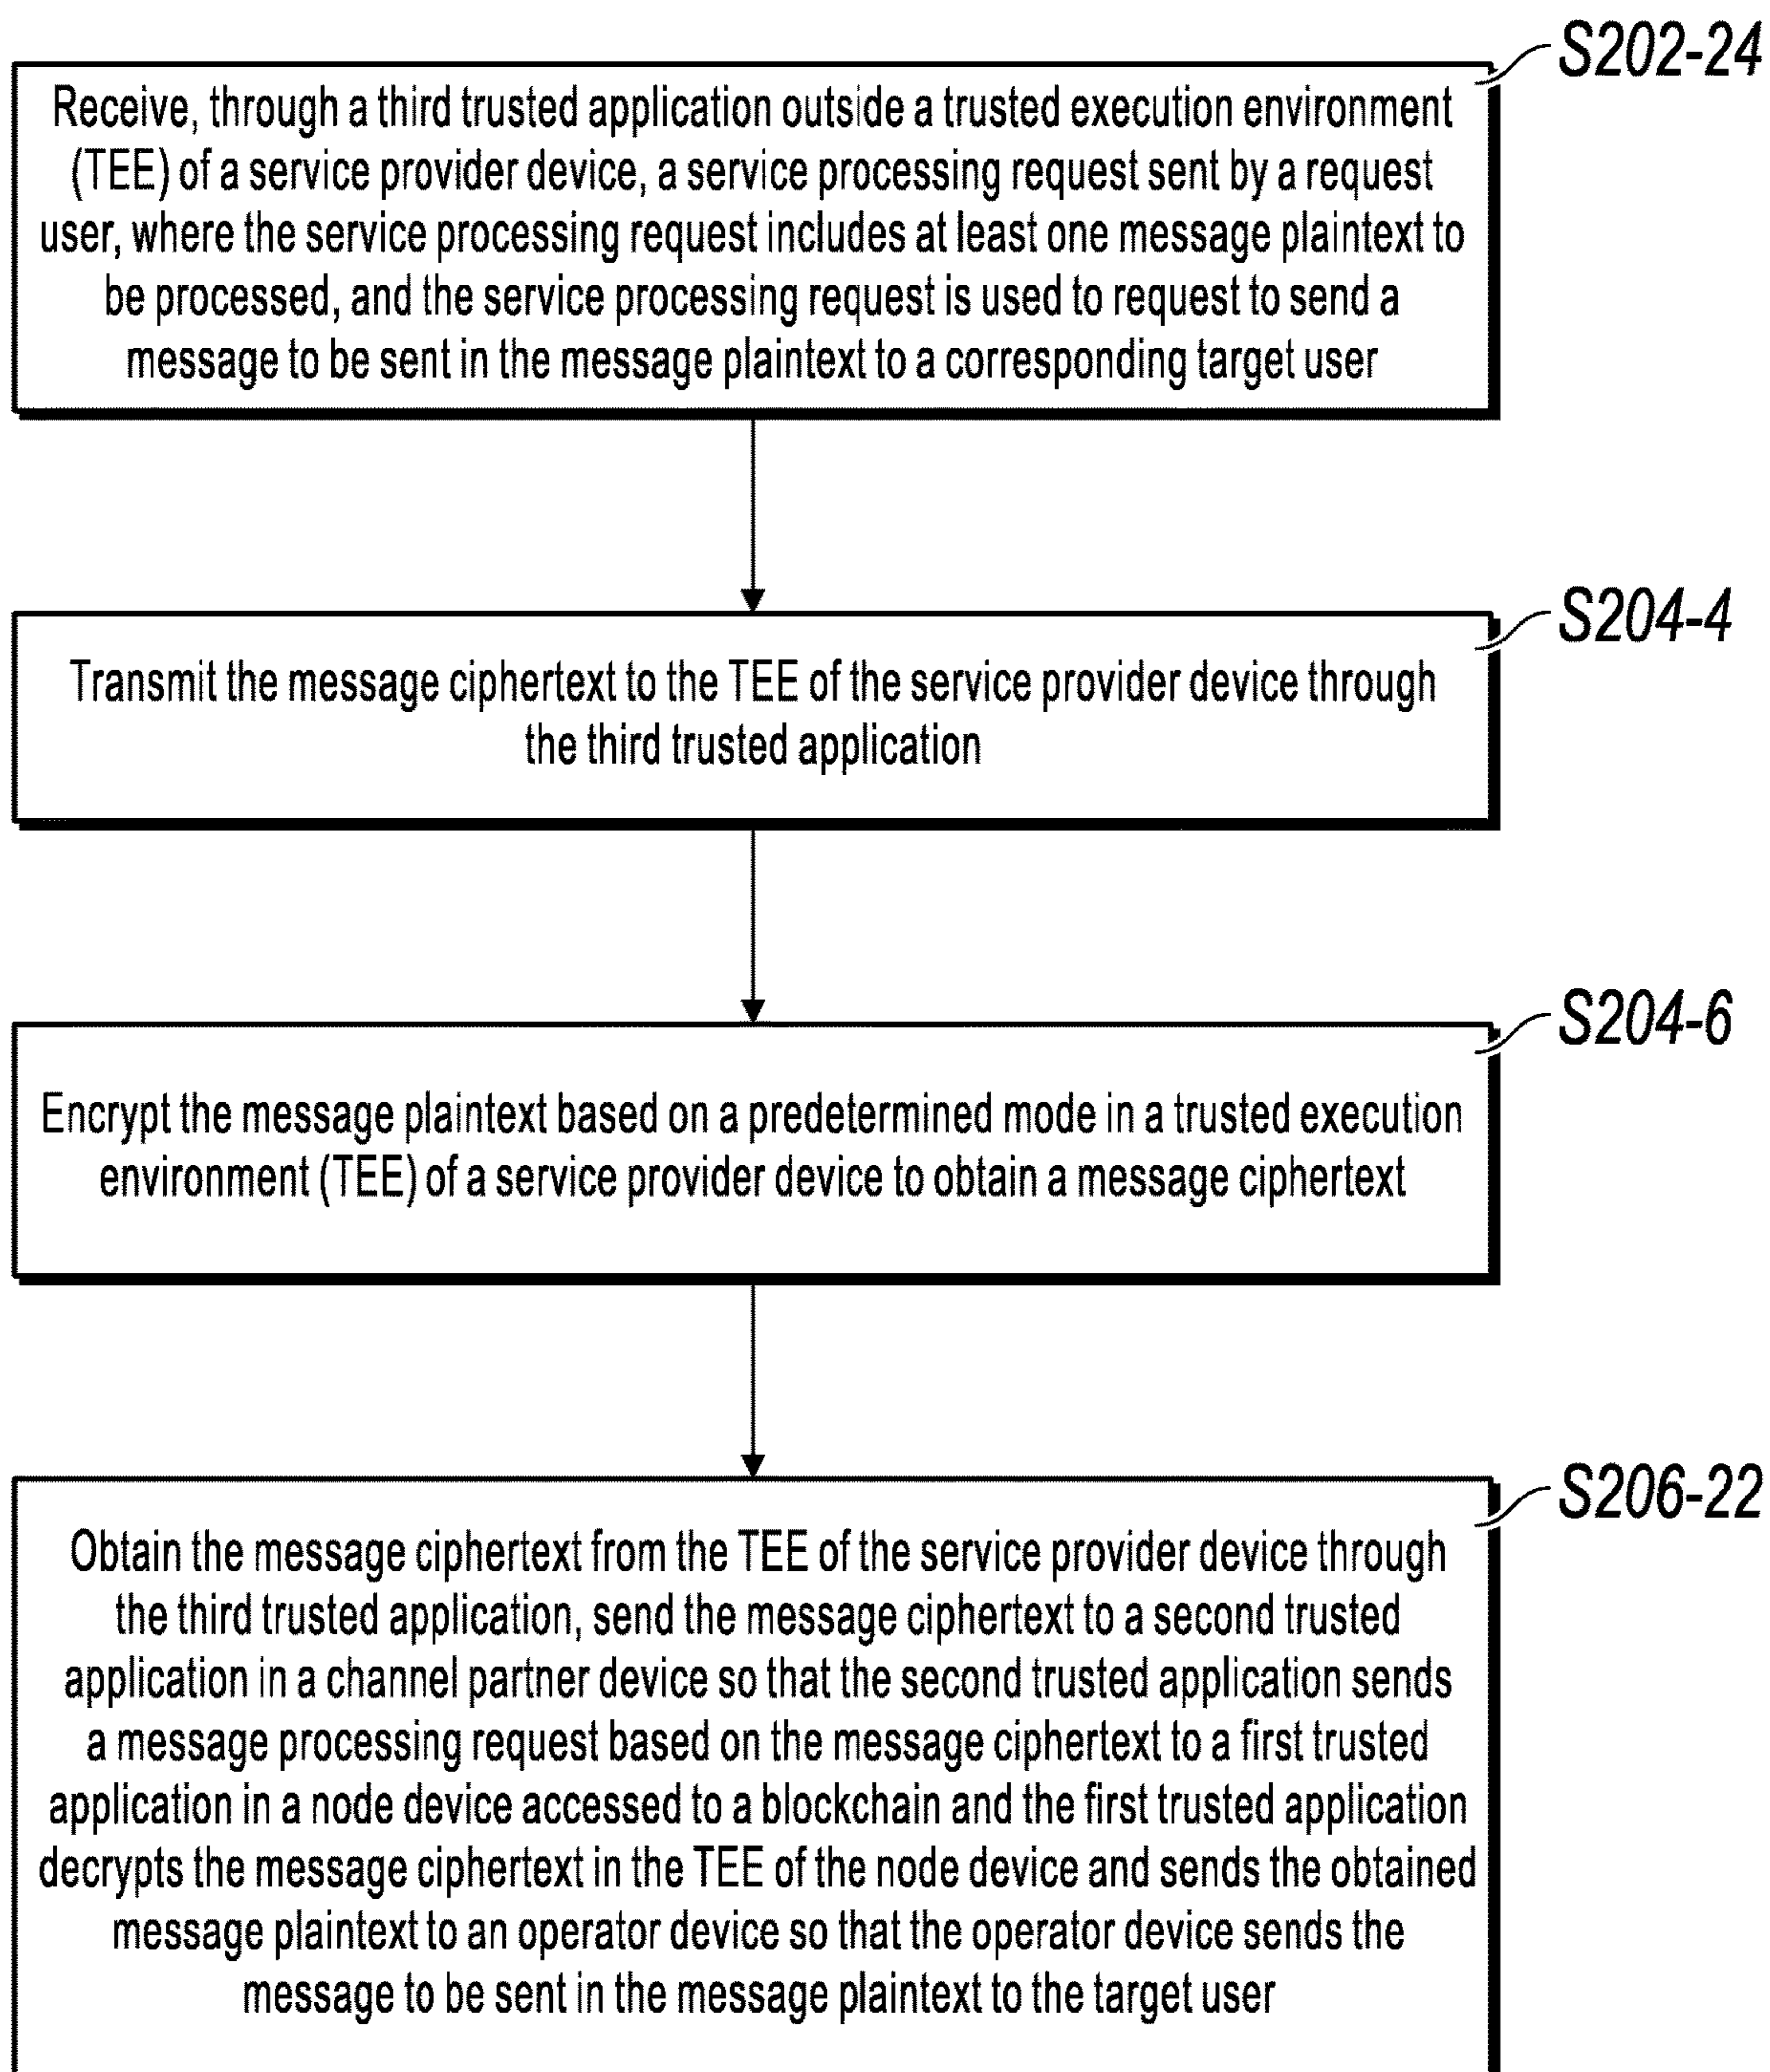 S202-24
Receive, through a third trusted application outside a trusted execution environment
(TEE) of a service provider device, a service processing request sent by a request
user, where the service processing request includes at least one message plaintext to
be processed, and the service processing request is used to request to send a
message to be sent in the message plaintext to a corresponding target user
S204-4
Transmit the message ciphertext to the TEE of the service provider device through
the third trusted application
S204-6
Encrypt the message plaintext based on a predetermined mode in a trusted execution
environment (TEE) of a service provider device to obtain a message ciphertext
S206-22
Obtain the message ciphertext from the TEE of the service provider device through
the third trusted application, send the message ciphertext to a second trusted
application in a channel partner device so that the second trusted application sends
a message processing request based on the message ciphertext to a first trusted
application in a node device accessed to a blockchain and the first trusted application
decrypts the message ciphertext in the TEE of the node device and sends the obtained
message plaintext to an operator device so that the operator device sends the
message to be sent in the message plaintext to the target user